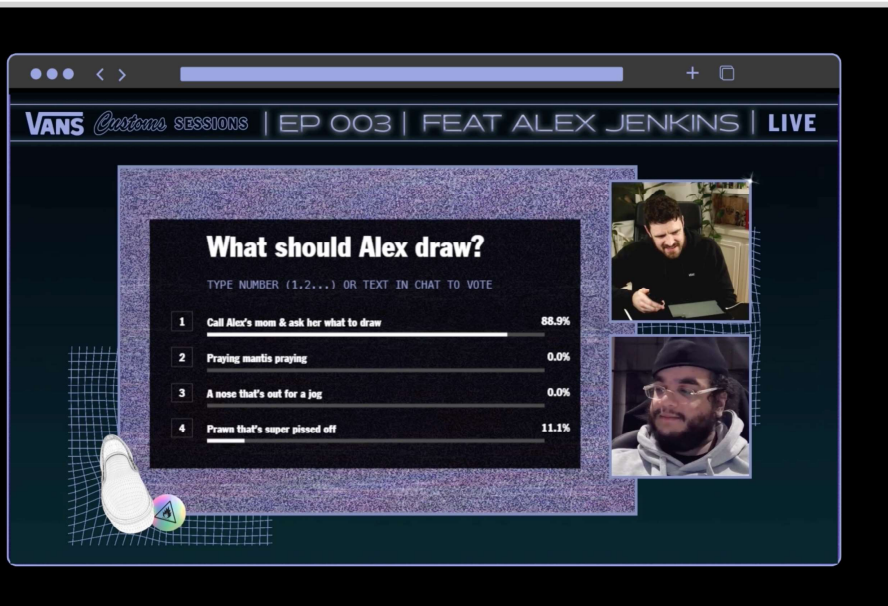 VANS Customs SESSIONS | EP 003 | FEAT ALEX JENKINS | LIVE
What should Alex draw?
TYPE NUMBER (1.2...) OR TEXT IN CHAT TO VOTE
1 Call Alex's mom & ask her what to draw 88.9%
2 Praying mantis praying 0.0%
3 A nose that's out for a jog 0.0%
4 Prawn that's super pissed off 11.1%